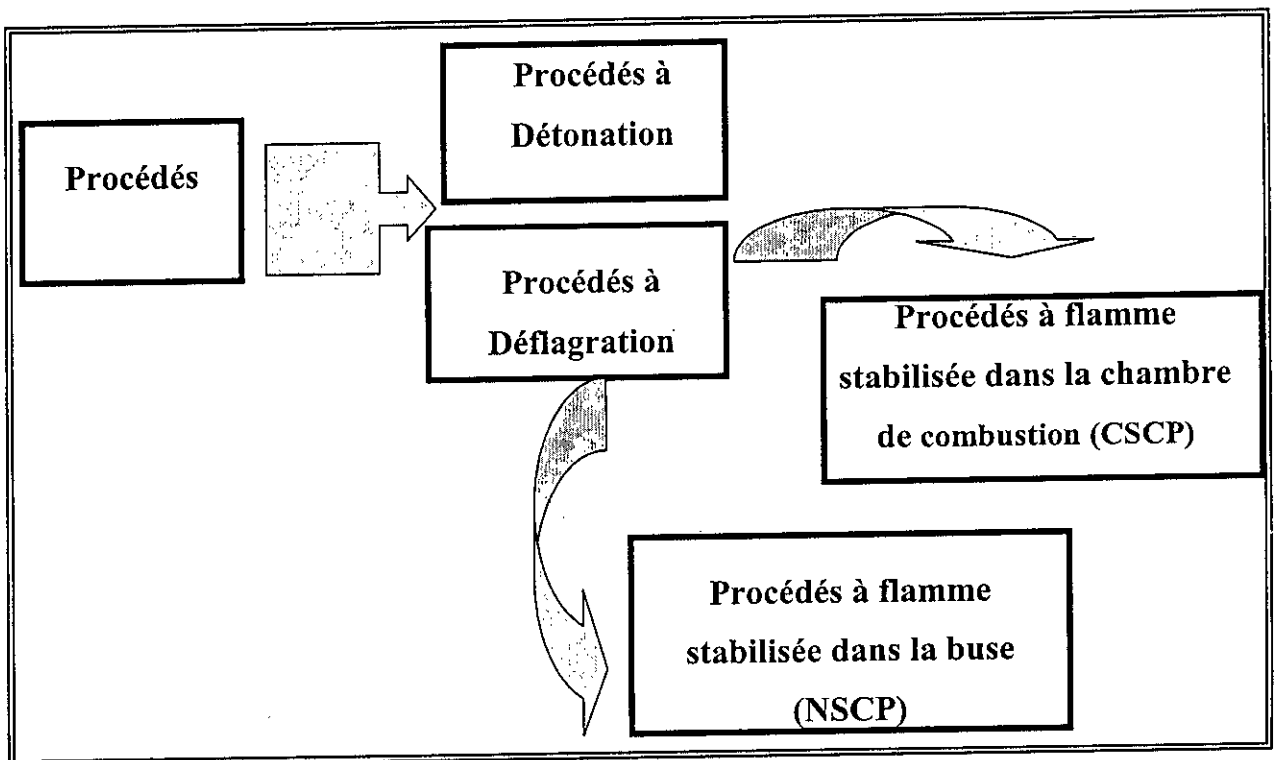 Procédés
Procédés à
Détonation
Procédés à
Déflagration
Procédés à flamme
stabilisée dans la chambre
de combustion (CSCP)
Procédés à flamme
stabilisée dans la buse
(NSCP)